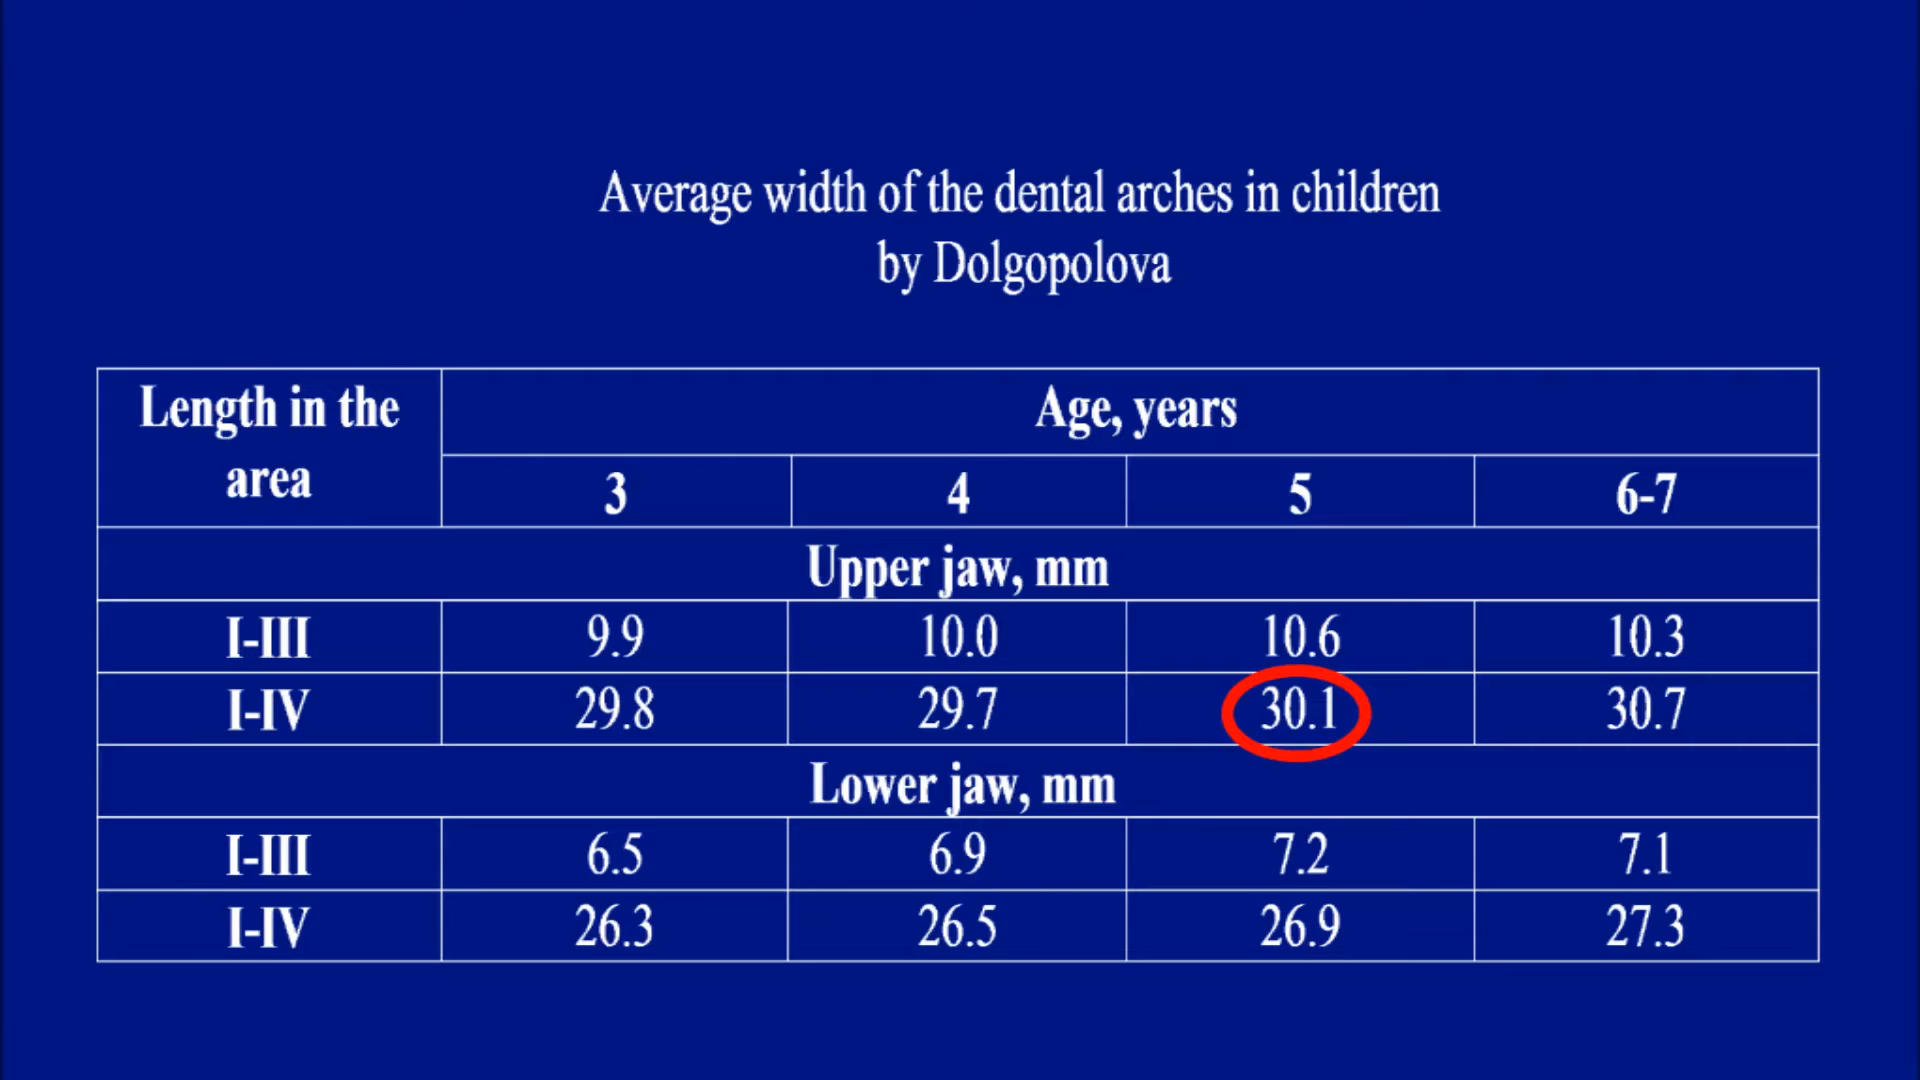 Average width of the dental arches in children
by Dolgopolova
Length in the
area
Age, years
3 4 5 6-7
Upper jaw, mm
I-III 9.9 10.0 10.6 10.3
I-IV 29.8 29.7 30.1 30.7
Lower jaw, mm
I-III 6.5 6.9 7.2 7.1
I-IV 26.3 26.5 26.9 27.3